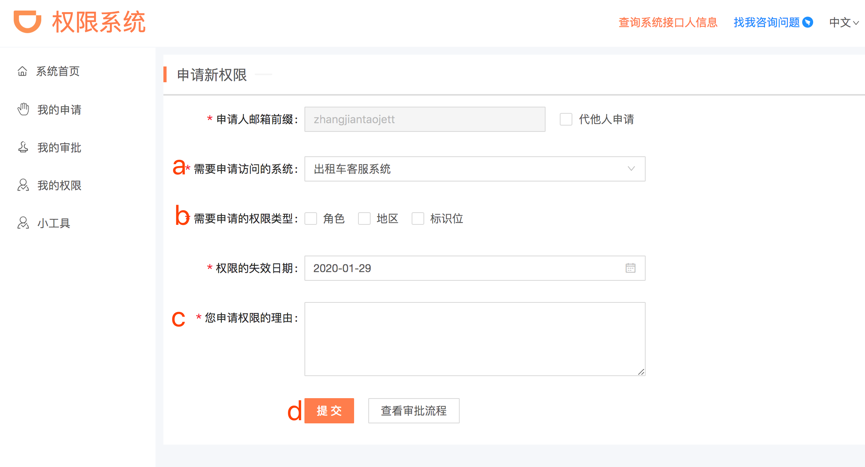 权限系统
查询系统接口人信息 找我咨询问题 中文
系统首页
我的申请
我的审批
我的权限
小工具
申请新权限
* 申请人邮箱前缀: zhangjiantaojett 代他人申请
a * 需要申请访问的系统: 出租车客服系统
b * 需要申请的权限类型: 角色 地区 标识位
* 权限的失效日期: 2020-01-29
c * 您申请权限的理由:
d 提交 查看审批流程